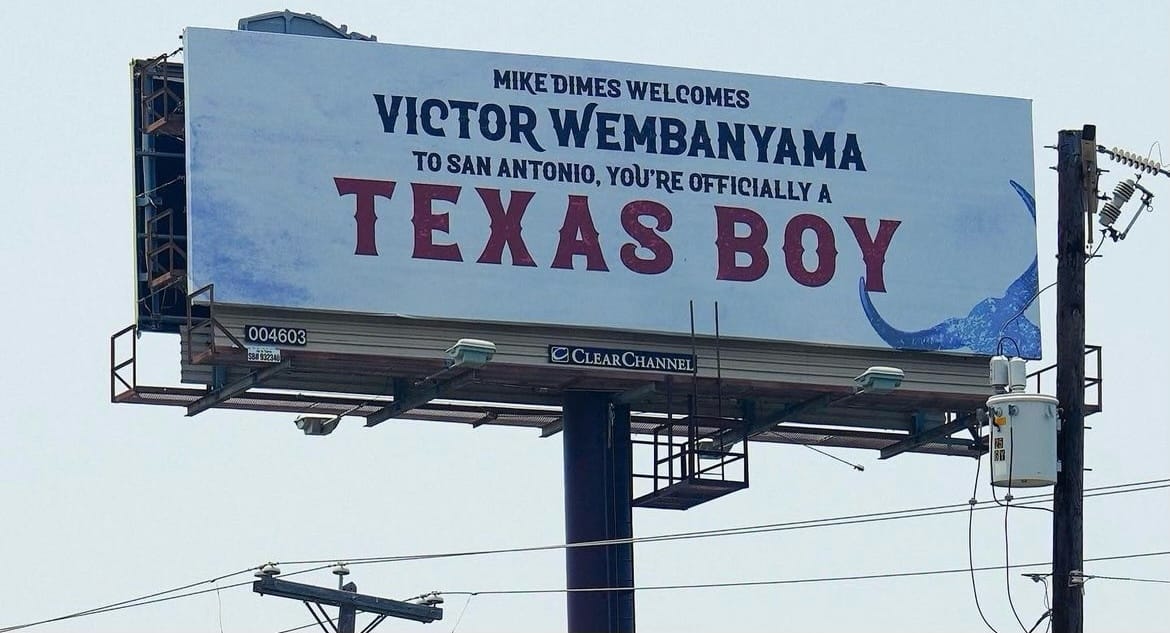 MIKE DIMES WELCOMES
VICTOR WEMBANYAMA
TO SAN ANTONIO, YOU'RE OFFICIALLY A
TEXAS BOY
004603
CLEARCHANNEL